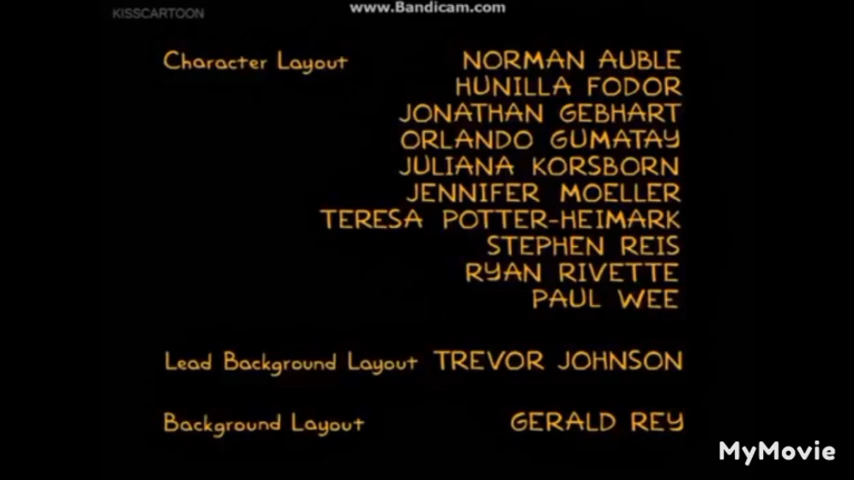 www.Bandicam.com
KISSCARTOON
Character Layout NORMAN AUBLE
HUNILLA FODOR
JONATHAN GEBHART
ORLANDO GUMATAY
JULIANA KORSBORN
JENNIFER MOELLER
TERESA POTTER-HEIMARK
STEPHEN REIS
RYAN RIVETTE
PAUL WEE
Lead Background Layout TREVOR JOHNSON
Background Layout GERALD REY
MyMovie